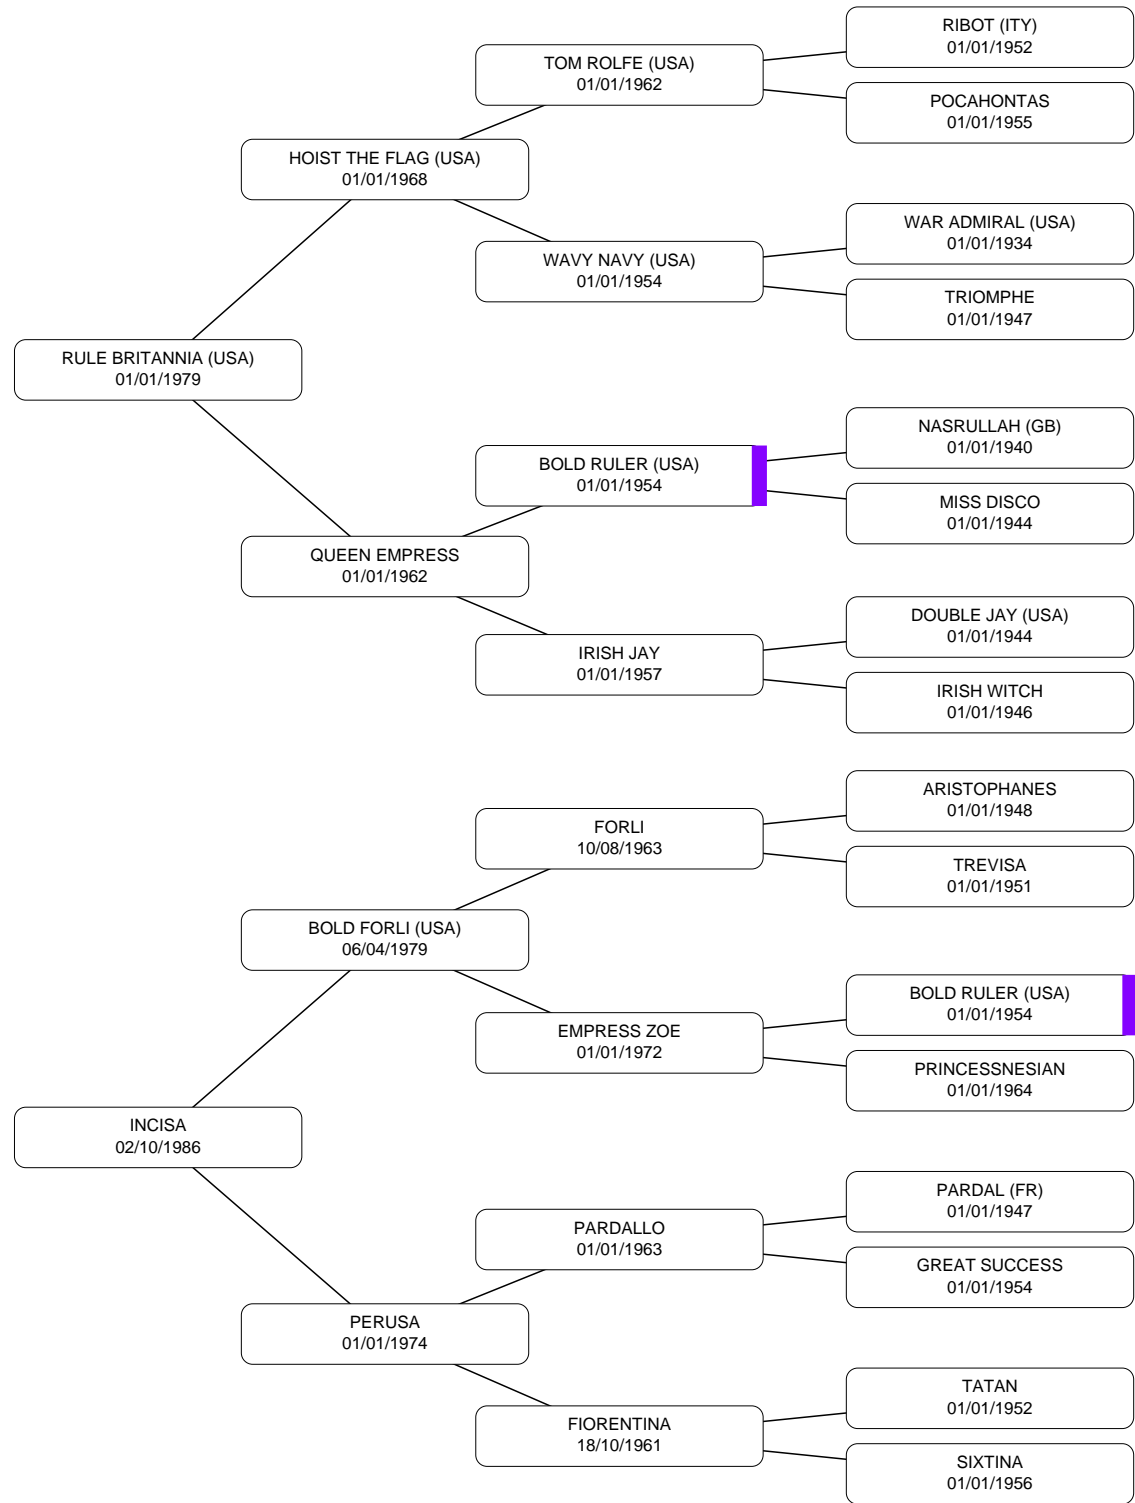 RIBOT (ITY)
01/01/1952
TOM ROLFE (USA)
01/01/1962
POCAHONTAS
01/01/1955
HOIST THE FLAG (USA)
01/01/1968
WAR ADMIRAL (USA)
01/01/1934
WAVY NAVY (USA)
01/01/1954
TRIOMPHE
01/01/1947
RULE BRITANNIA (USA)
01/01/1979
NASRULLAH (GB)
01/01/1940
BOLD RULER (USA)
01/01/1954
MISS DISCO
01/01/1944
QUEEN EMPRESS
01/01/1962
DOUBLE JAY (USA)
01/01/1944
IRISH JAY
01/01/1957
IRISH WITCH
01/01/1946
ARISTOPHANES
01/01/1948
FORLI
10/08/1963
TREVISA
01/01/1951
BOLD FORLI (USA)
06/04/1979
BOLD RULER (USA)
01/01/1954
EMPRESS ZOE
01/01/1972
PRINCESSNESIAN
01/01/1964
INCISA
02/10/1986
PARDAL (FR)
01/01/1947
PARDALLO
01/01/1963
GREAT SUCCESS
01/01/1954
PERUSA
01/01/1974
TATAN
01/01/1952
FIORENTINA
18/10/1961
SIXTINA
01/01/1956